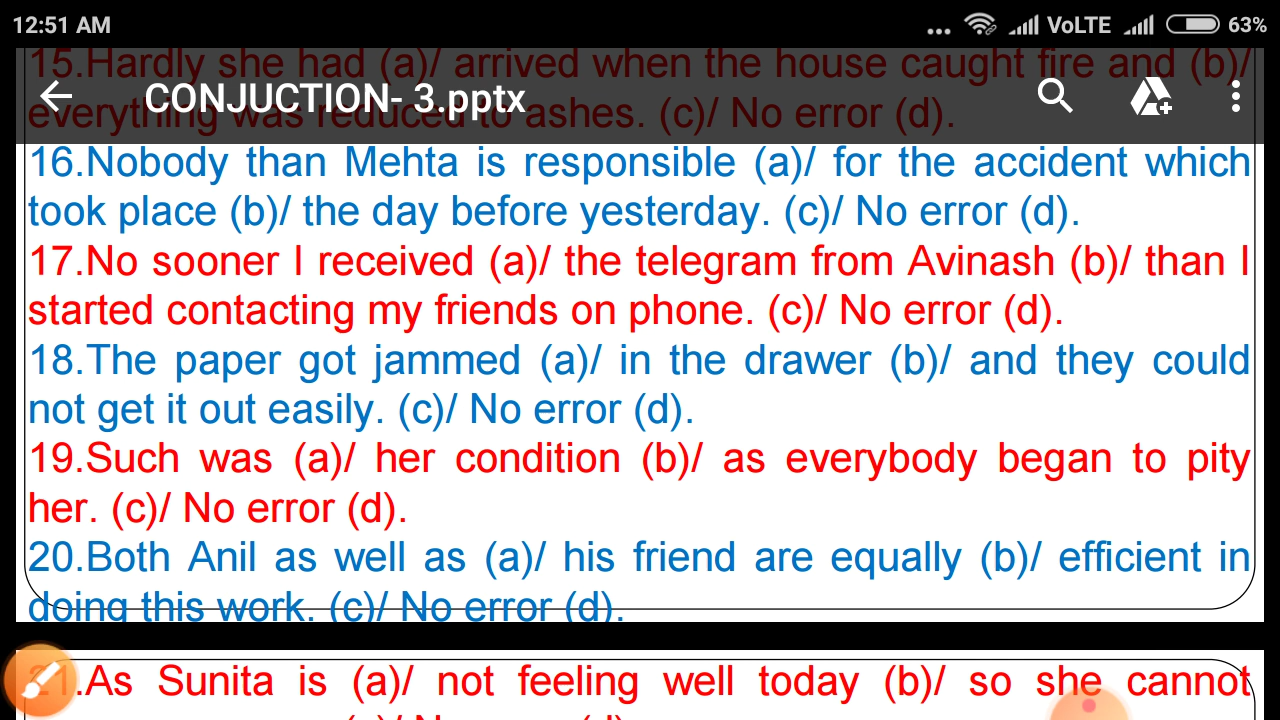 12:51 AM
... VoLTE 63%
15.Hardly she had (a)/ arrived when the house caught fire and (b)/
CONJUCTION- 3.pptx
everything was reduced to ashes. (c)/ No error (d).
16.Nobody than Mehta is responsible (a)/ for the accident which
took place (b)/ the day before yesterday. (c)/ No error (d).
17.No sooner I received (a)/ the telegram from Avinash (b)/ than I
started contacting my friends on phone. (c)/ No error (d).
18.The paper got jammed (a)/ in the drawer (b)/ and they could
not get it out easily. (c)/ No error (d).
19.Such was (a)/ her condition (b)/ as everybody began to pity
her. (c)/ No error (d).
20.Both Anil as well as (a)/ his friend are equally (b)/ efficient in
doing this work. (c)/ No error (d).
21.As Sunita is (a)/ not feeling well today (b)/ so she cannot